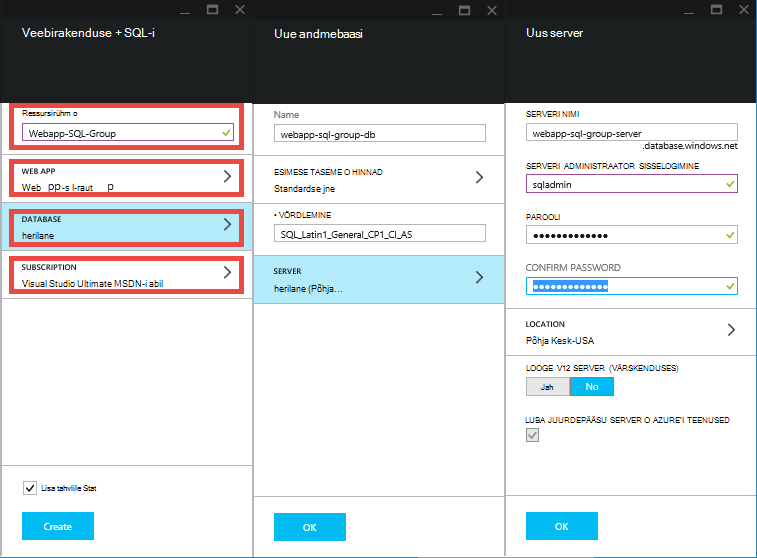 Veebirakenduse + SQL-i
Ressursirühm o
Webapp-SQL-Group
WEB APP
Web pp-s l-raut p
DATABASE
herilane
SUBSCRIPTION
Visual Studio Ultimate MSDN-i abil
Lisa tahvlile Stat
Create
Uue andmebaasi
Name
webapp-sql-group-db
ESIMESE TASEME O HINNAD
Standardse jne
• VÕRDLEMINE
SQL_Latin1_General_CP1_CI_AS
SERVER
herilane (Põhja...
OK
Uus server
SERVERI NIMI
webapp-sql-group-server
.database.windows.net
SERVERI ADMINISTRAATOR SISSELOGIMINE
sqladmin
PAROOLI
•••••••••••••
CONFIRM PASSWORD
•••••••••••••
LOCATION
Põhja Kesk-USA
LOOGE V12 SERVER (VÄRSKENDUSES)
Jah No
LUBA JUURDEPÄÄSU SERVER O AZURE'I TEENUSED
OK